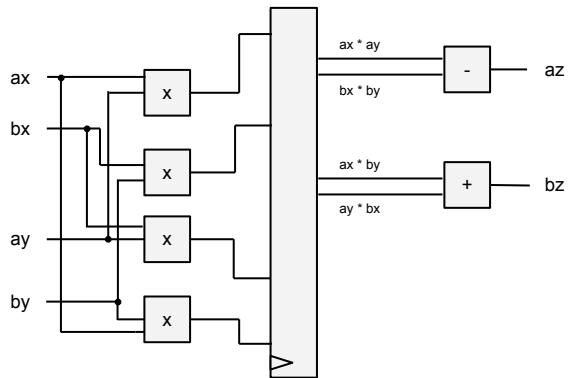 ax * ay
ax
x
-
az
bx * by
bx
x
ax * by
+
bz
ay * bx
ay
x
by
x